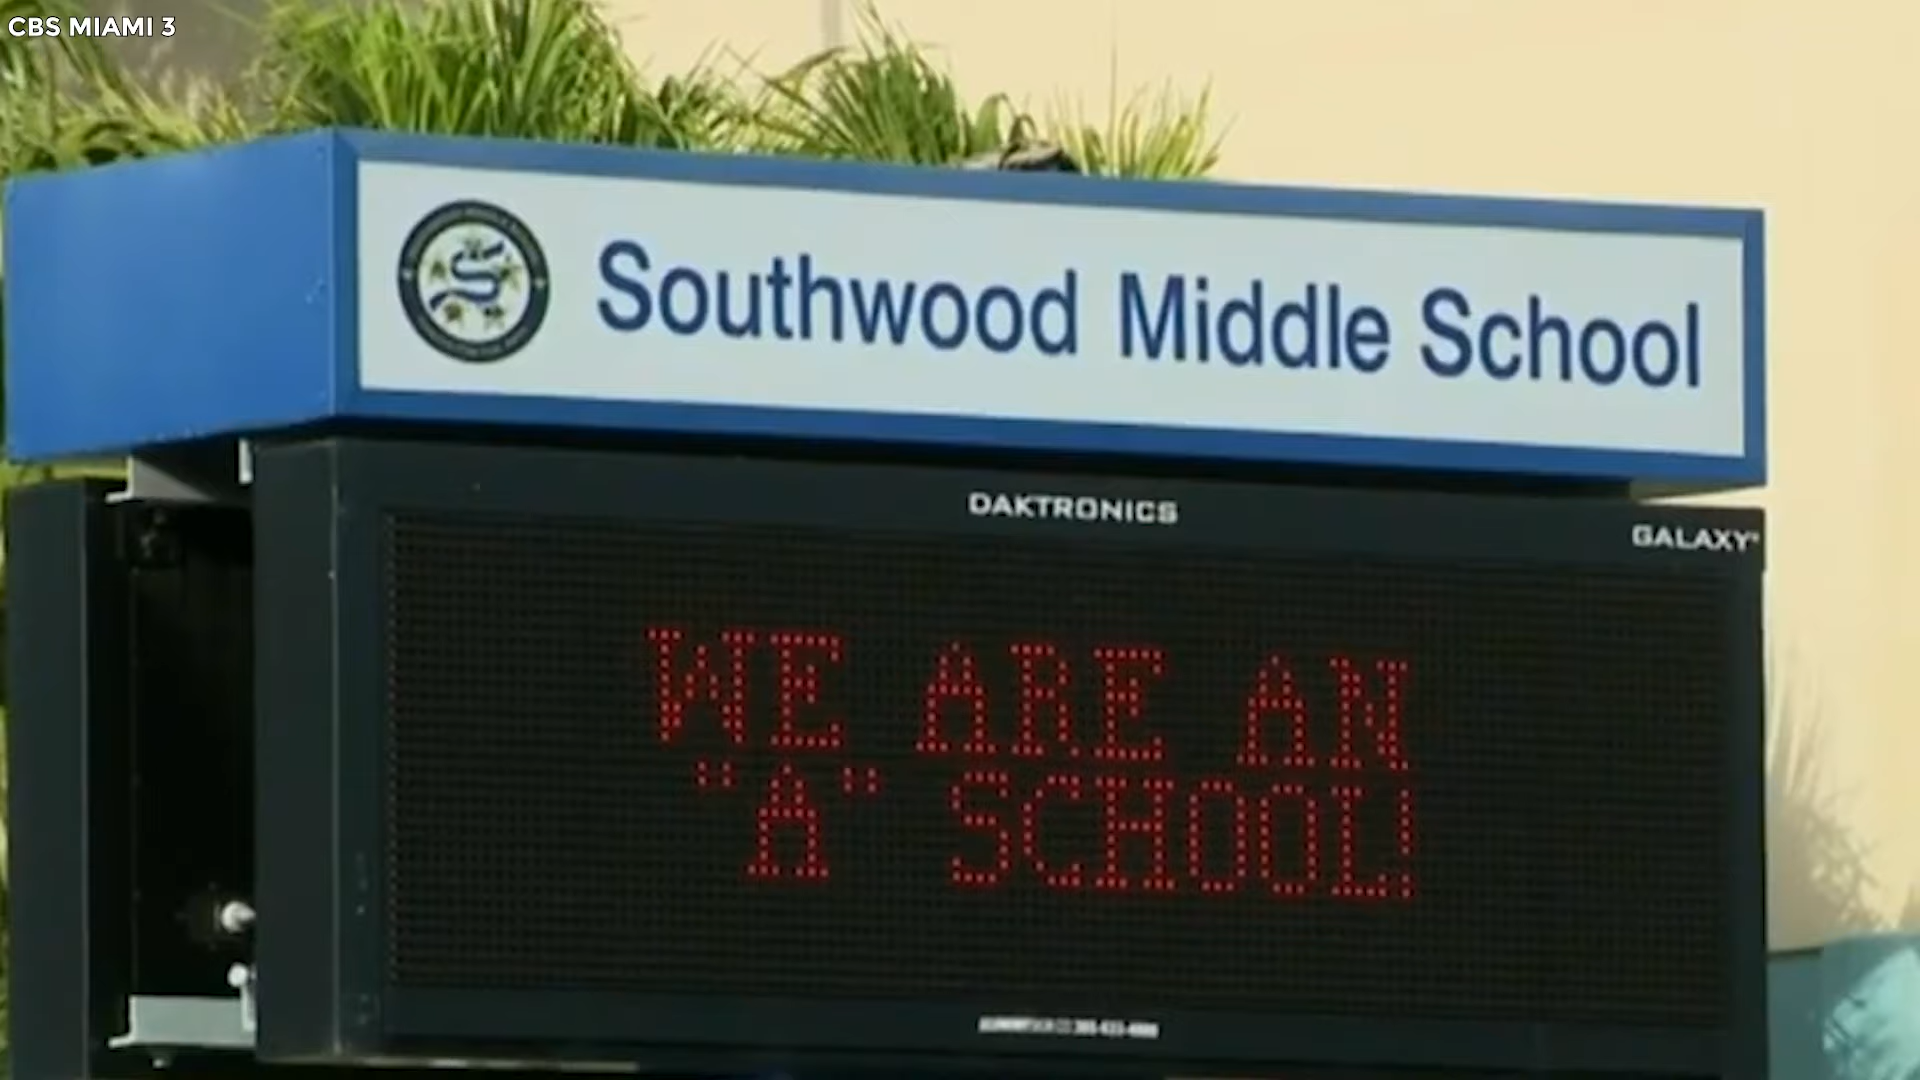 CBS MIAMI 3
Southwood Middle School
DAKTRONICS
GALAXY®
WE ARE AN
"A" SCHOOL!